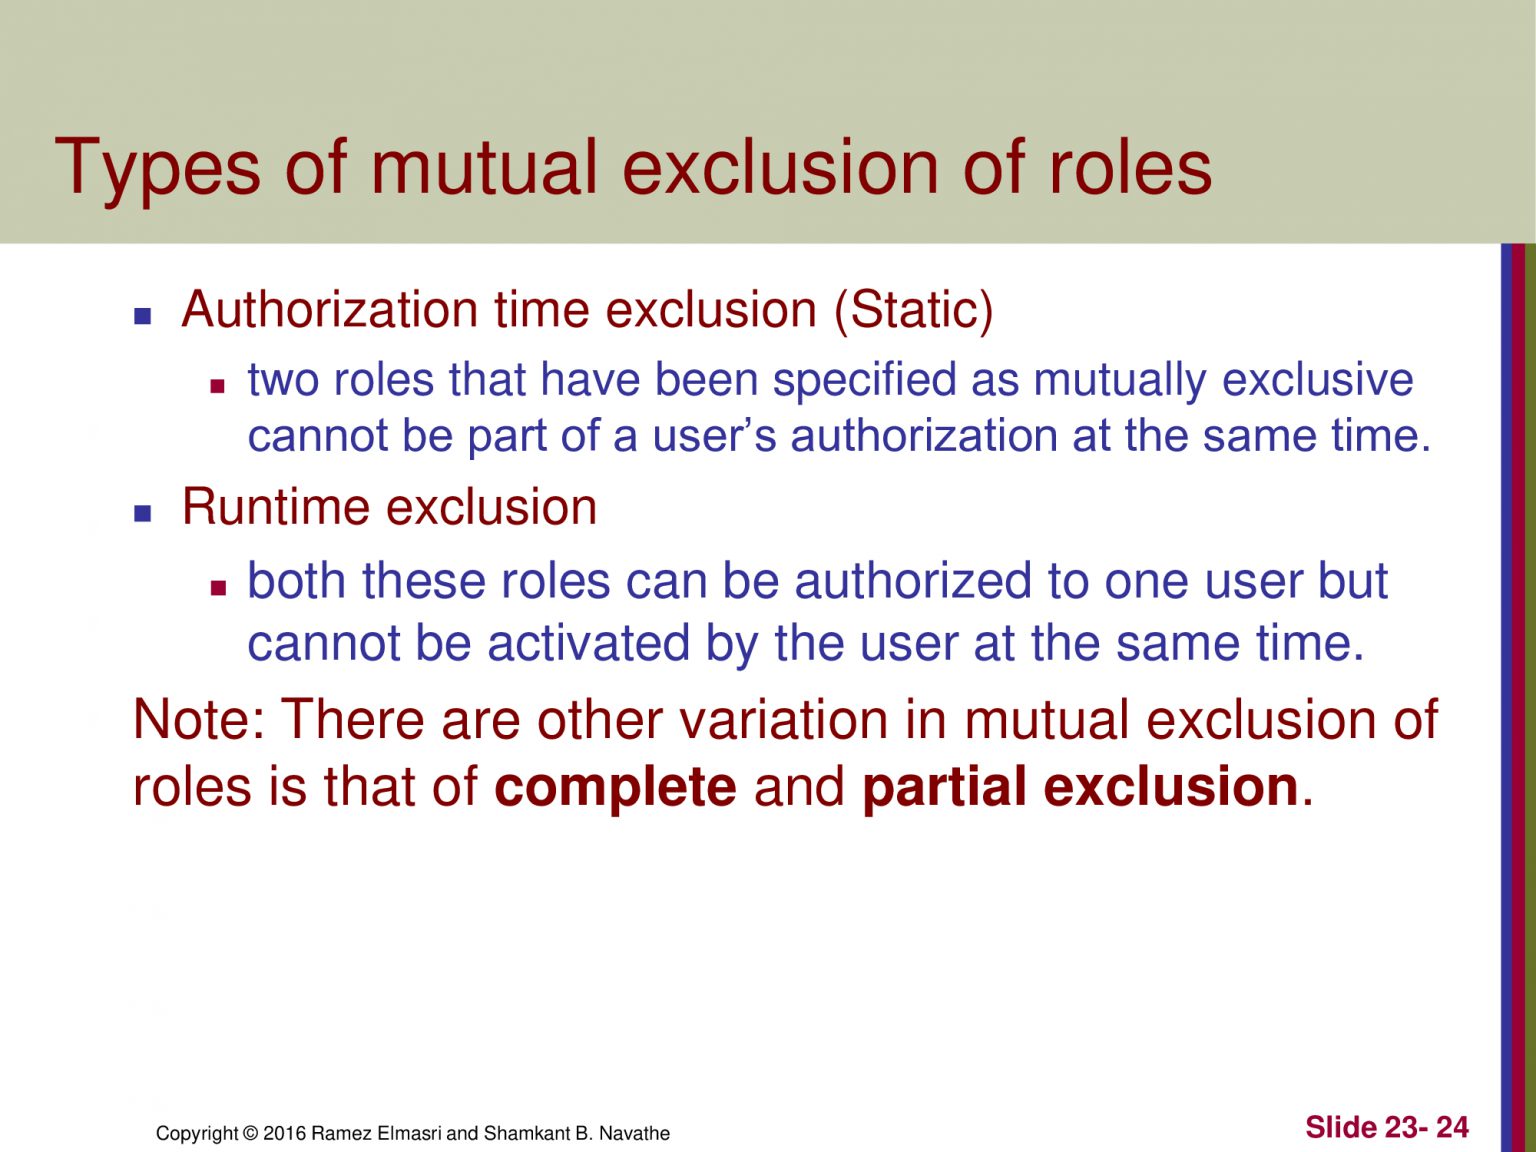 Types of mutual exclusion of roles
Authorization time exclusion (Static)
two roles that have been specified as mutually exclusive
cannot be part of a user’s authorization at the same time.
Runtime exclusion
both these roles can be authorized to one user but
cannot be activated by the user at the same time.
Note: There are other variation in mutual exclusion of
roles is that of complete and partial exclusion.
Copyright © 2016 Ramez Elmasri and Shamkant B. Navathe
Slide 23- 24